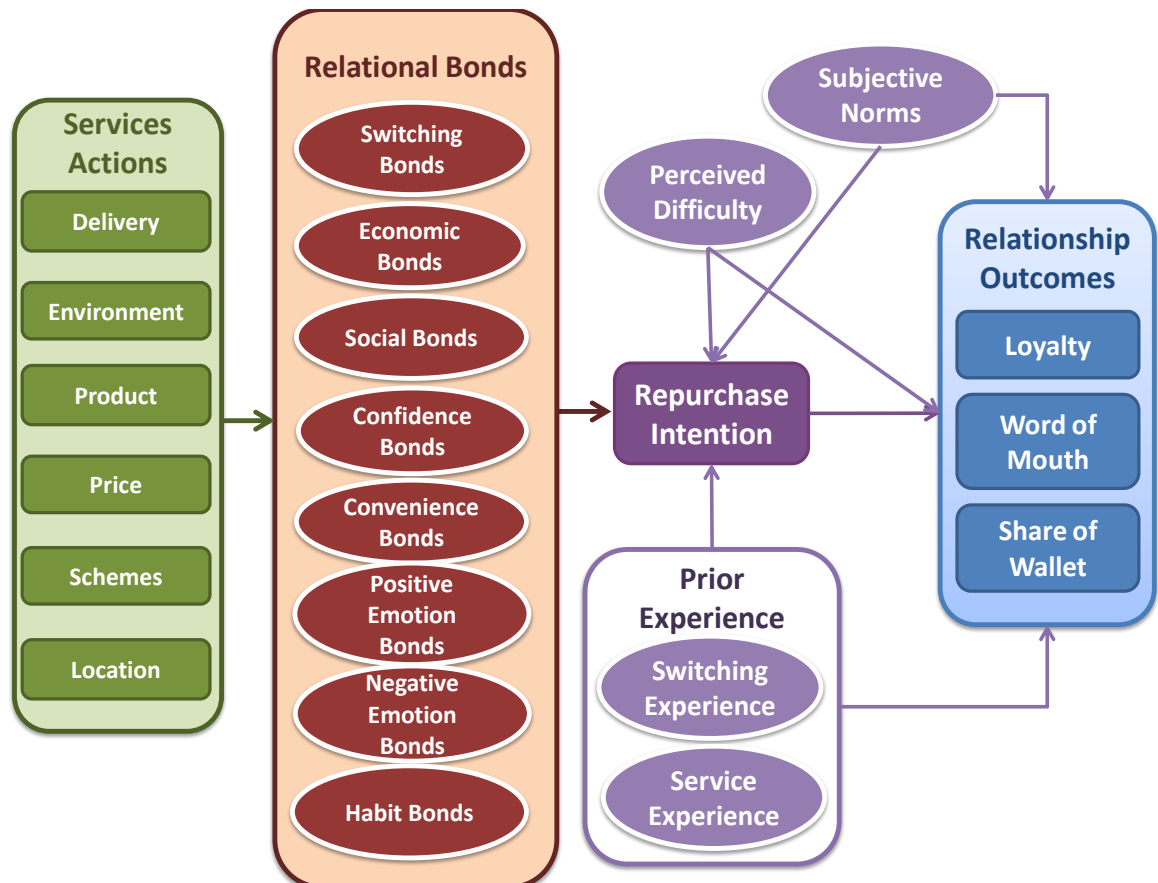 Services
Actions
Delivery
Environment
Product
Price
Schemes
Location
Relational Bonds
Switching
Bonds
Economic
Bonds
Social Bonds
Confidence
Bonds
Convenience
Bonds
Positive
Emotion
Bonds
Negative
Emotion
Bonds
Habit Bonds
Subjective
Norms
Perceived
Difficulty
Repurchase
Intention
Prior
Experience
Switching
Experience
Service
Experience
Relationship
Outcomes
Loyalty
Word of
Mouth
Share of
Wallet